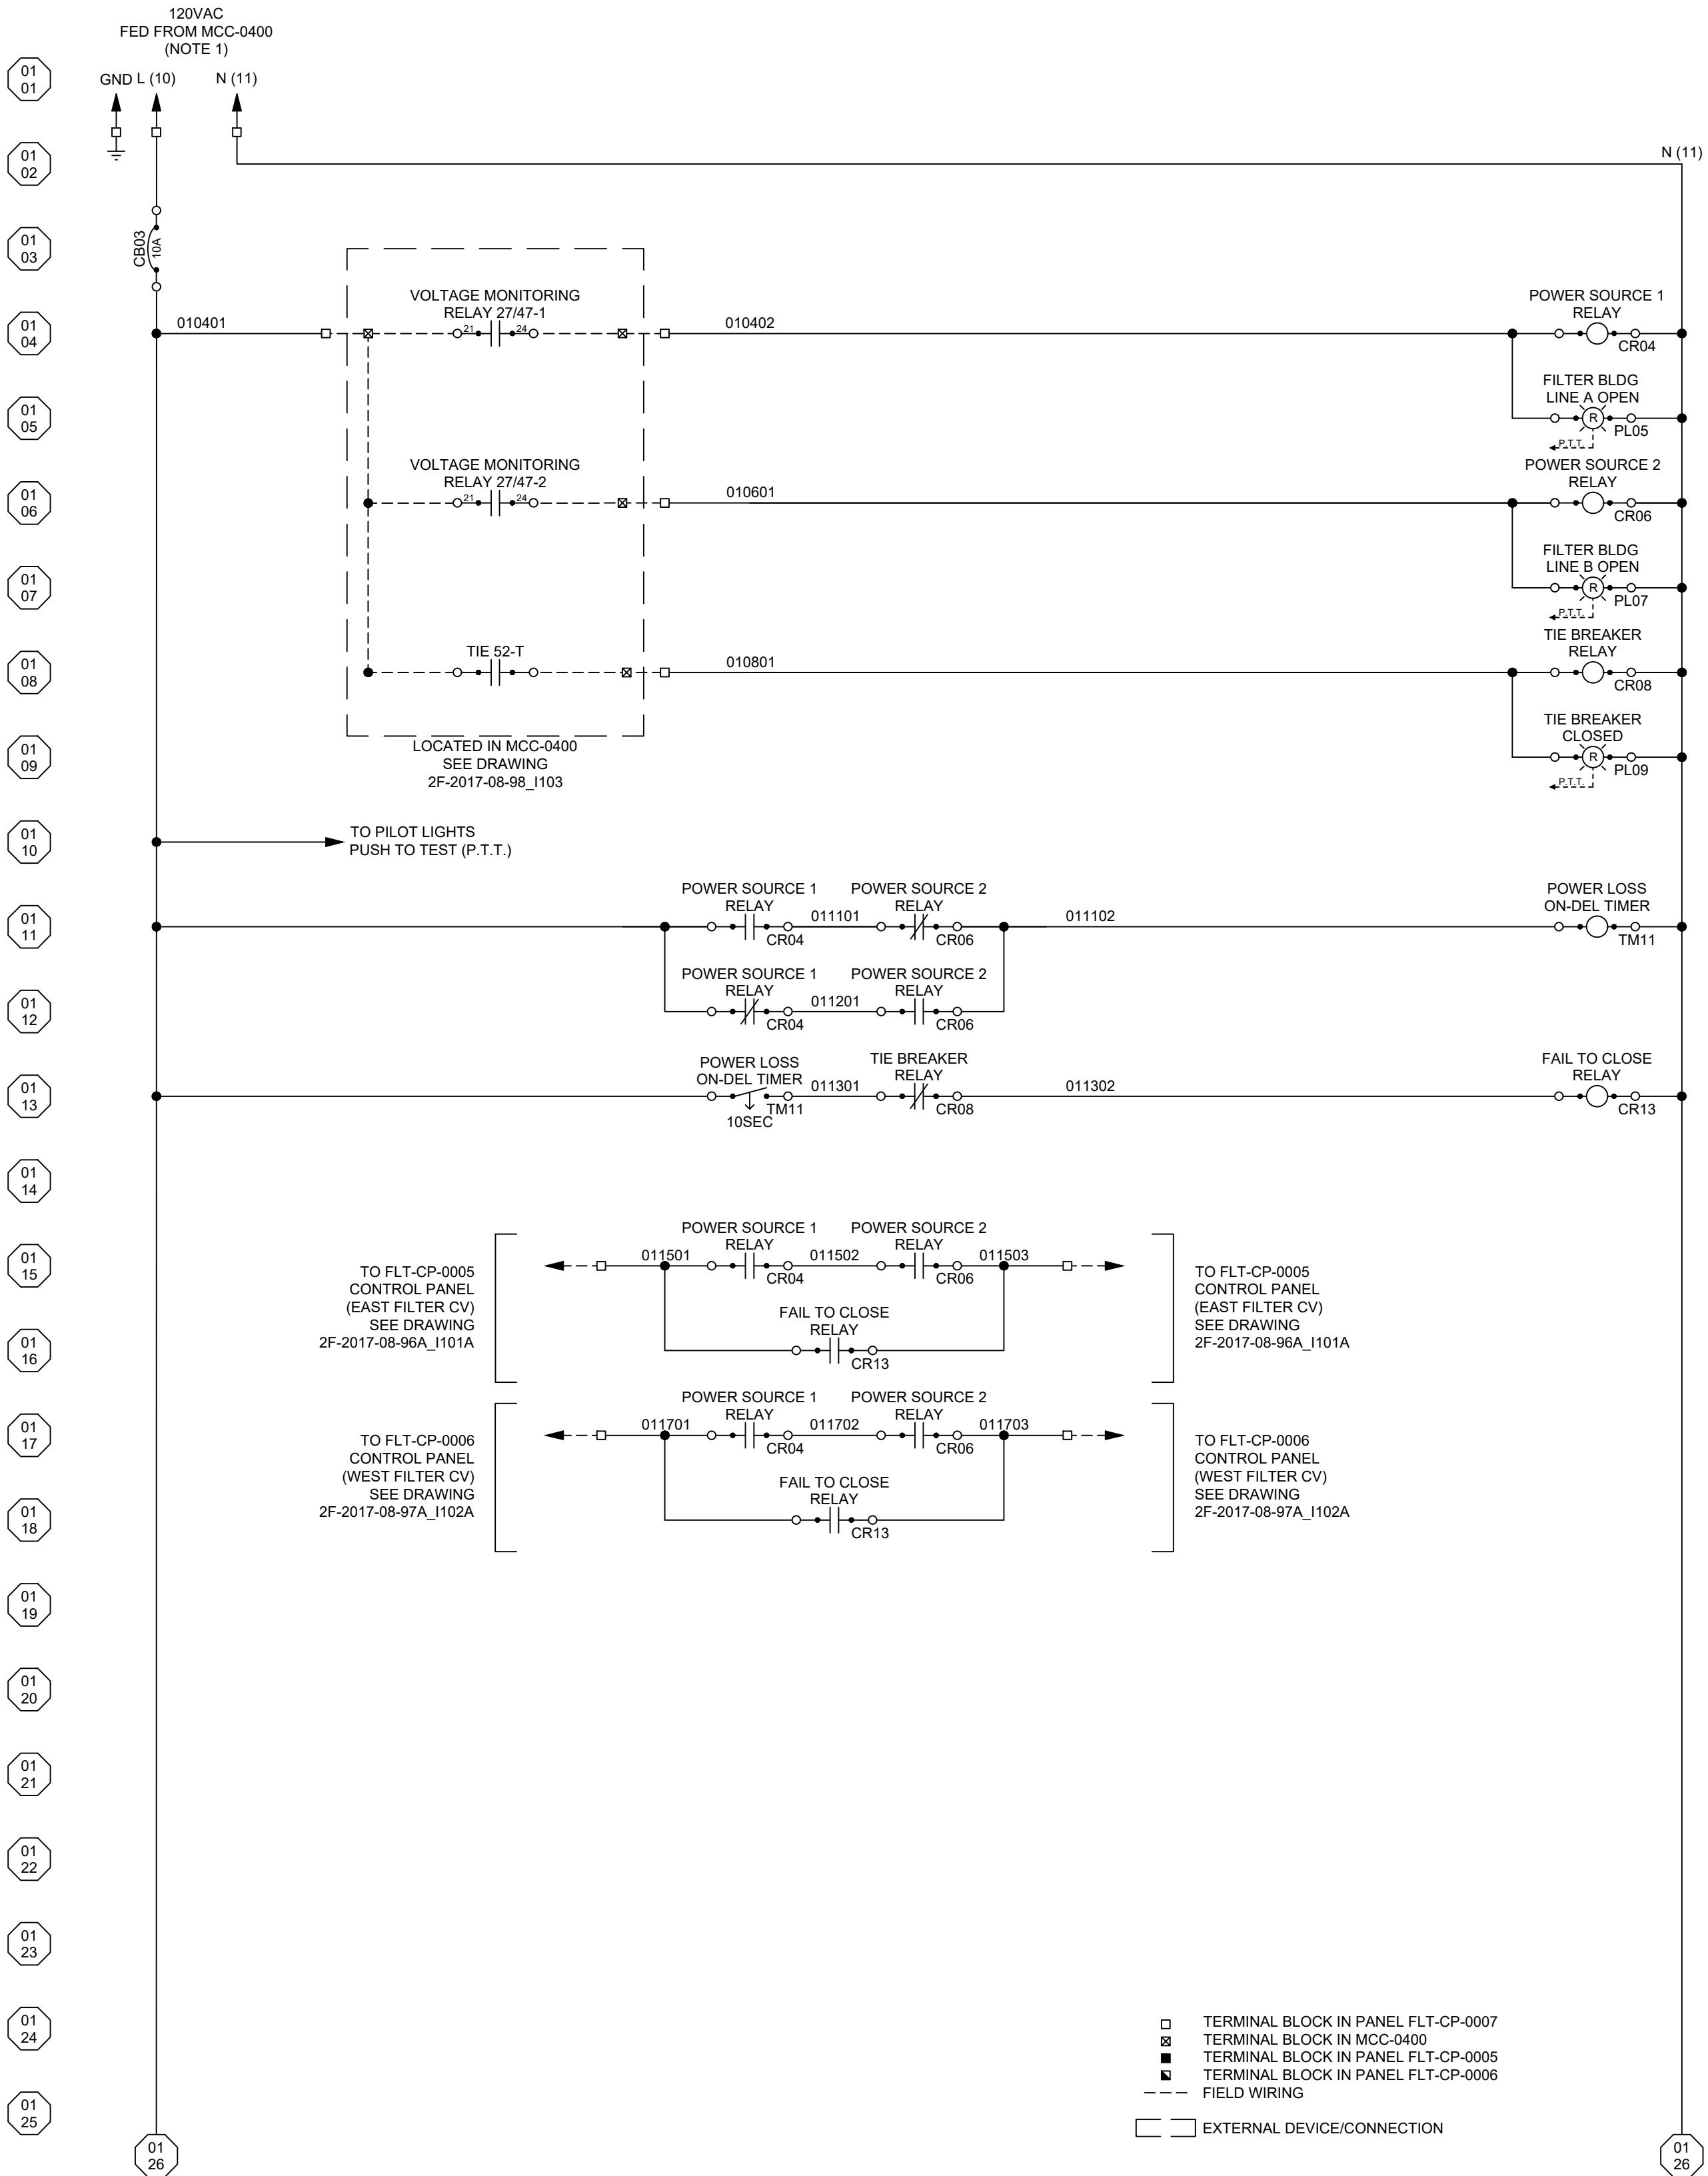 120VAC
FED FROM MCC-0400
(NOTE 1)
01
01
GND L (10) N (11)
01
02
N (11)
01
03
CB03
10A
VOLTAGE MONITORING
RELAY 27/47-1
POWER SOURCE 1
RELAY
01
04
010401
21 24
010402
CR04
FILTER BLDG
LINE A OPEN
01
05
R
PL05
P.T.T.
VOLTAGE MONITORING
RELAY 27/47-2
POWER SOURCE 2
RELAY
01
06
21 24
010601
CR06
FILTER BLDG
LINE B OPEN
01
07
R
PL07
P.T.T.
TIE BREAKER
RELAY
01
08
TIE 52-T
010801
CR08
TIE BREAKER
CLOSED
01
09
LOCATED IN MCC-0400
SEE DRAWING
2F-2017-08-98_I103
R
PL09
P.T.T.
01
10
TO PILOT LIGHTS
PUSH TO TEST (P.T.T.)
POWER SOURCE 1 POWER SOURCE 2
RELAY RELAY
POWER LOSS
ON-DEL TIMER
01
11
011101
011102
CR04 CR06
TM11
POWER SOURCE 1 POWER SOURCE 2
RELAY RELAY
01
12
011201
CR04 CR06
POWER LOSS
ON-DEL TIMER
TIE BREAKER
RELAY
FAIL TO CLOSE
RELAY
01
13
011301
011302
TM11 CR08
CR13
10SEC
01
14
POWER SOURCE 1 POWER SOURCE 2
RELAY RELAY
01
15
011501 011502 011503
CR04 CR06
TO FLT-CP-0005
CONTROL PANEL
(EAST FILTER CV)
SEE DRAWING
2F-2017-08-96A_I101A
TO FLT-CP-0005
CONTROL PANEL
(EAST FILTER CV)
SEE DRAWING
2F-2017-08-96A_I101A
FAIL TO CLOSE
RELAY
01
16
CR13
POWER SOURCE 1 POWER SOURCE 2
RELAY RELAY
01
17
011701 011702 011703
CR04 CR06
TO FLT-CP-0006
CONTROL PANEL
(WEST FILTER CV)
SEE DRAWING
2F-2017-08-97A_I102A
TO FLT-CP-0006
CONTROL PANEL
(WEST FILTER CV)
SEE DRAWING
2F-2017-08-97A_I102A
FAIL TO CLOSE
RELAY
01
18
CR13
01
19
01
20
01
21
01
22
01
23
01
24
TERMINAL BLOCK IN PANEL FLT-CP-0007
TERMINAL BLOCK IN MCC-0400
TERMINAL BLOCK IN PANEL FLT-CP-0005
TERMINAL BLOCK IN PANEL FLT-CP-0006
FIELD WIRING
01
25
EXTERNAL DEVICE/CONNECTION
01
26
01
26